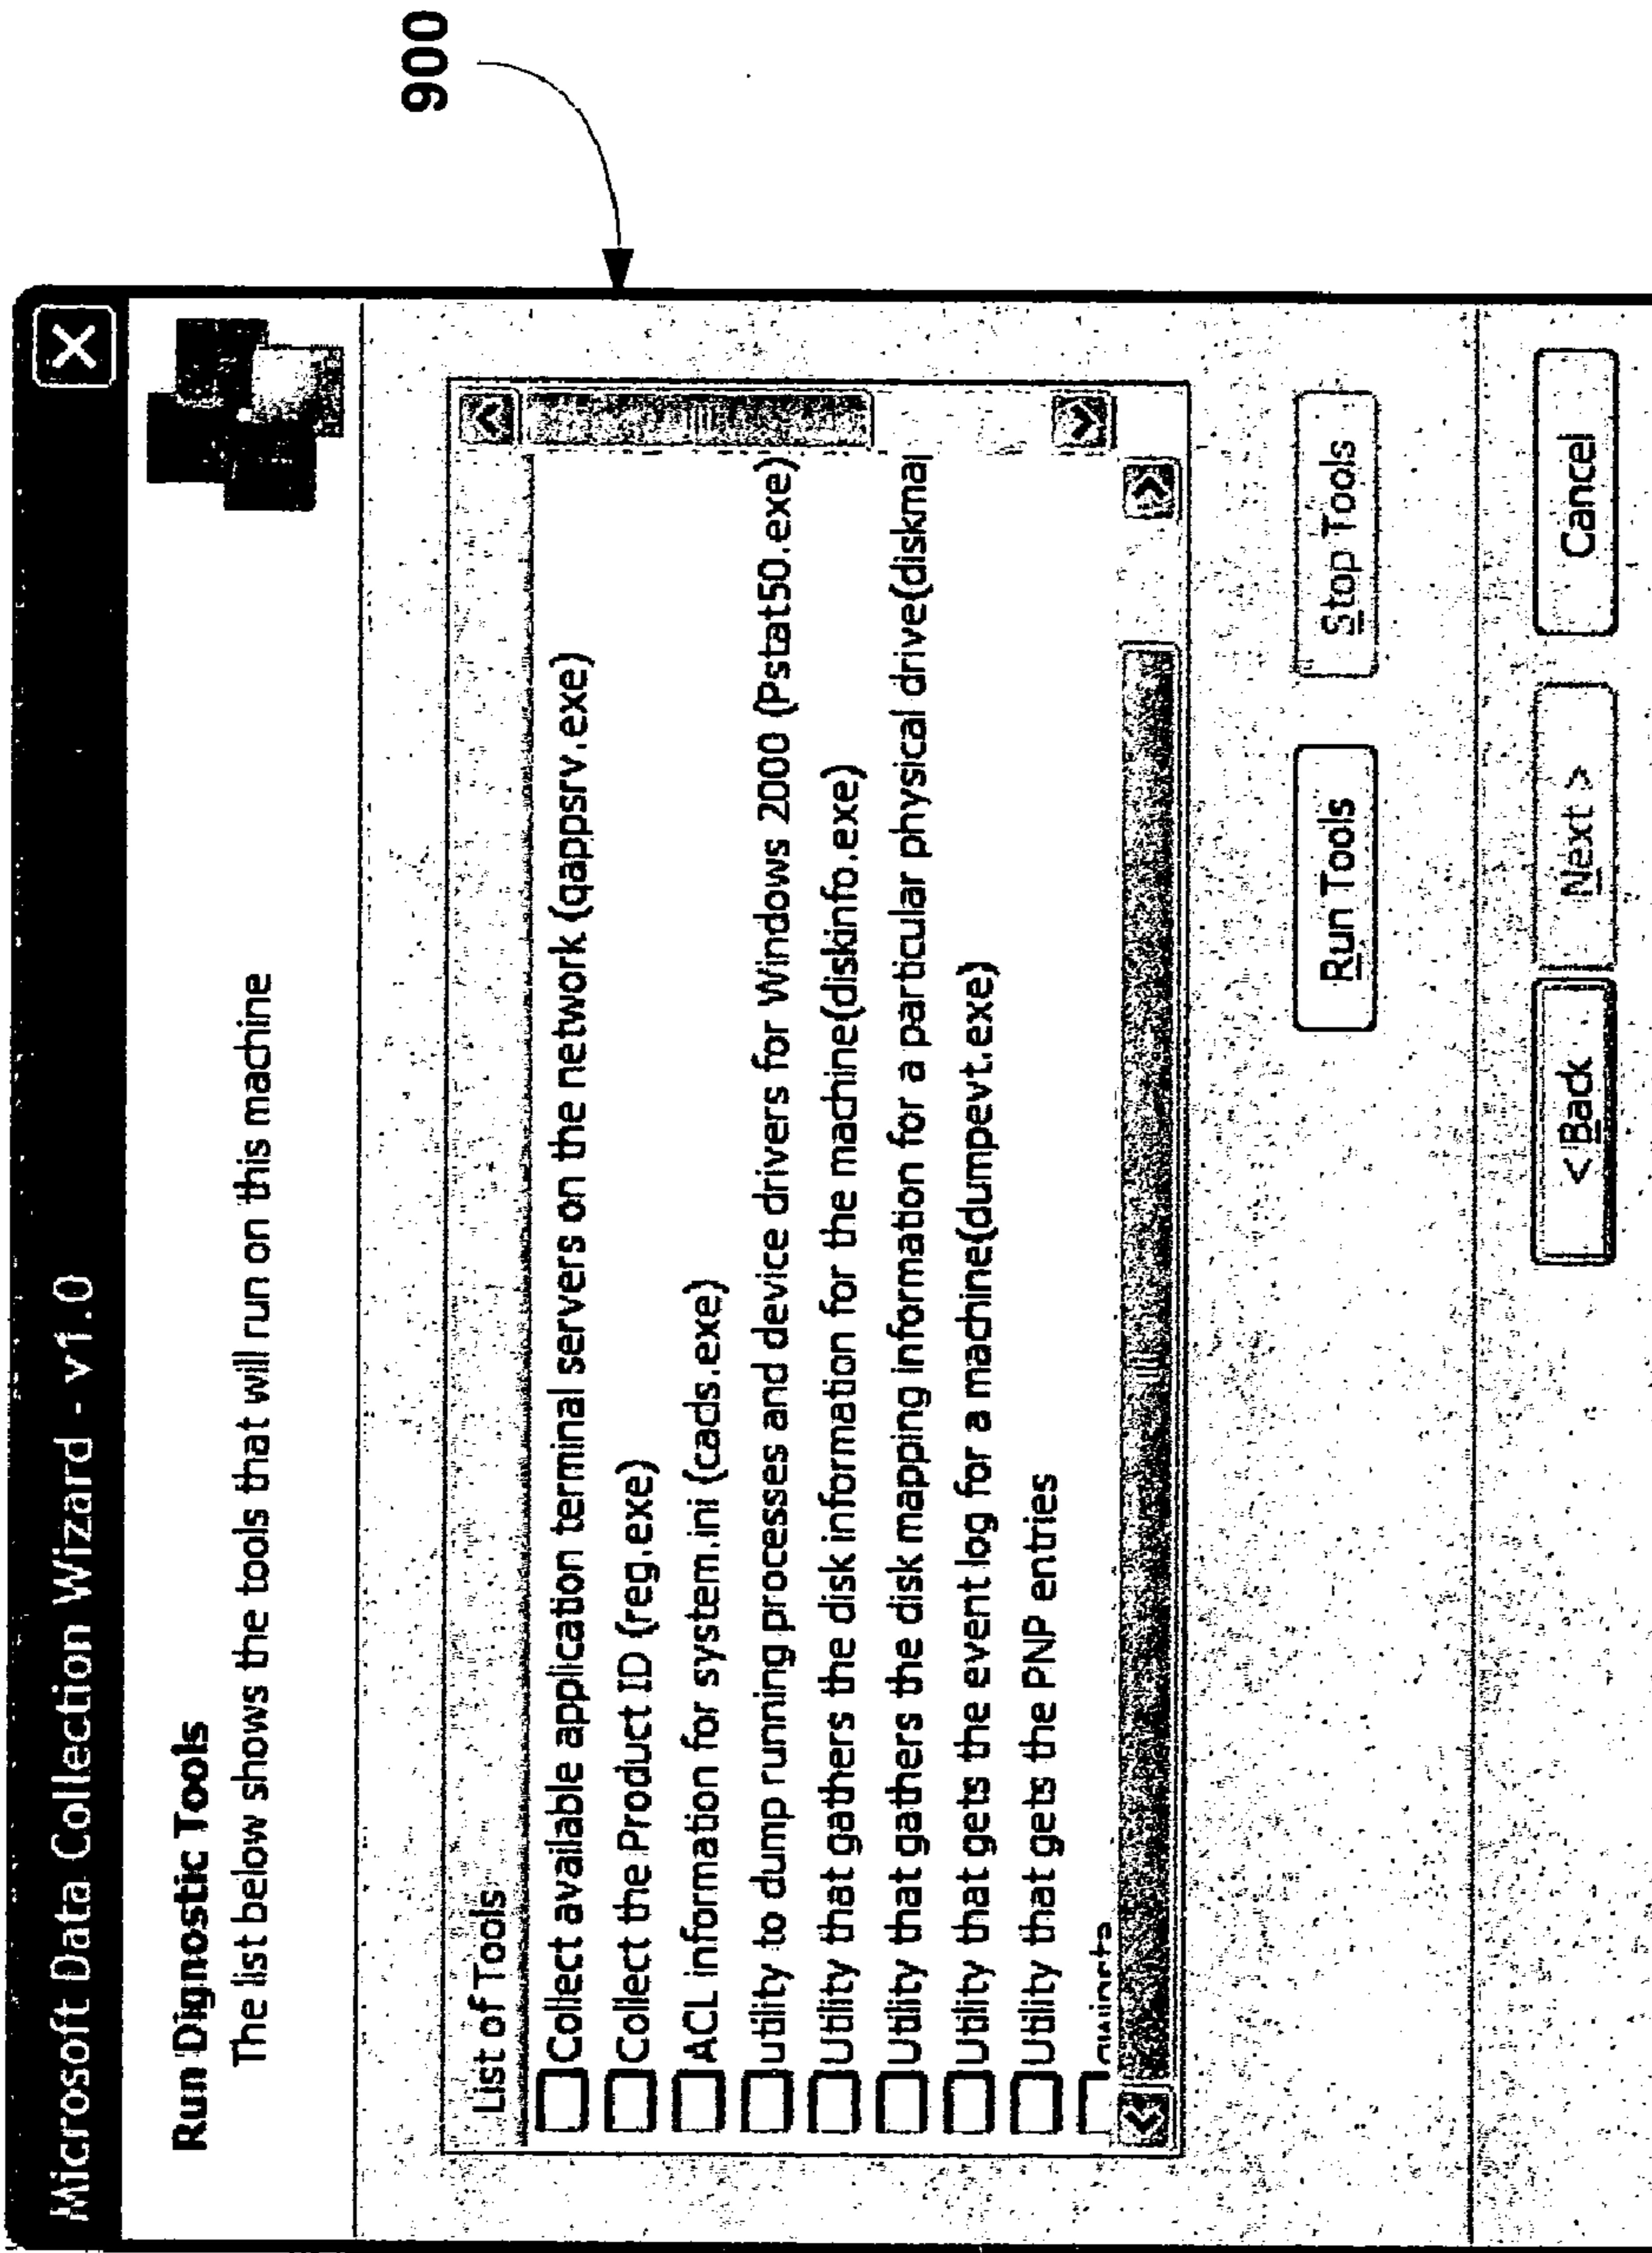 900
Microsoft Data Collection Wizard - v1.0
X
Run Dignostic Tools
The list below shows the tools that will run on this machine
List of Tools
Collect available application terminal servers on the network (qappsrv.exe)
Collect the Product ID (reg.exe)
ACL information for system.ini (cacls.exe)
utility to dump running processes and device drivers for Windows 2000 (Pstat50.exe)
Utility that gathers the disk information for the machine(diskinfo.exe)
Utility that gathers the disk mapping information for a particular physical drive(diskmap
Utility that gets the event log for a machine(dumpevt.exe)
Utility that gets the PNP entries
Run Tools
Stop Tools
< Back
Next >
Cancel